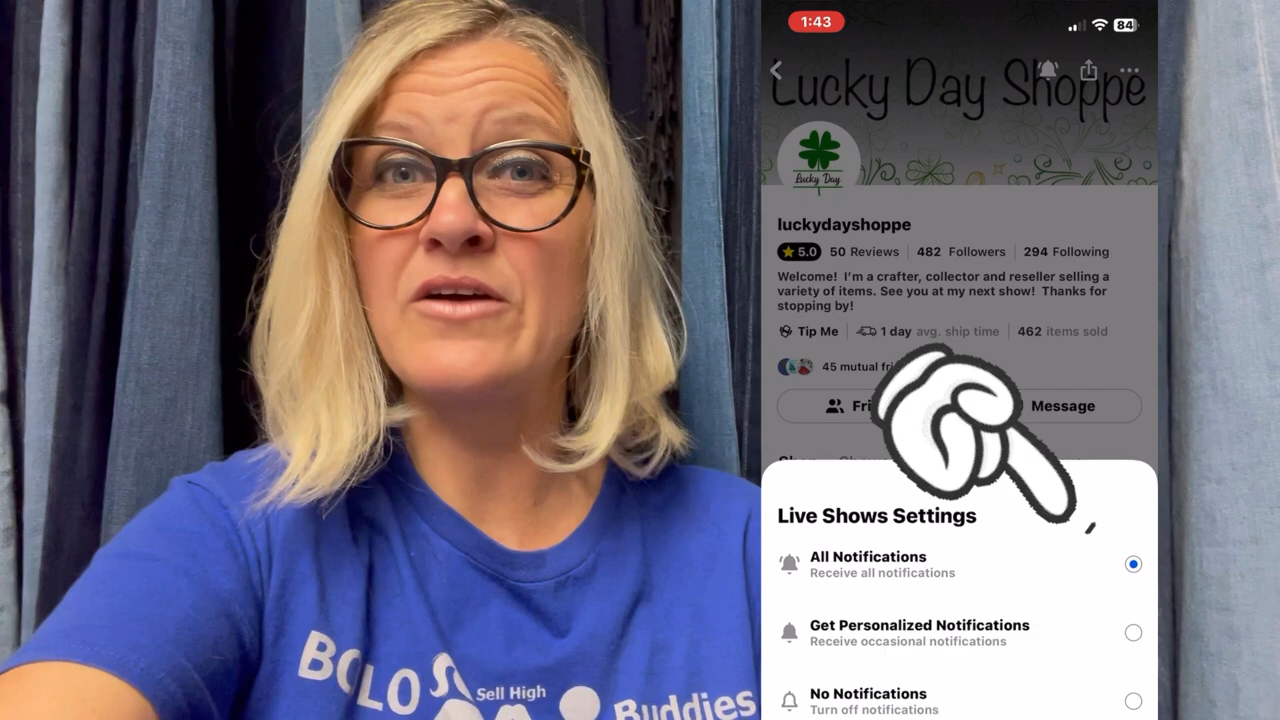 BOLO
Sell High
Buddies
1:43
84
Lucky Day Shoppe
Lucky Day
luckydayshoppe
5.0 50 Reviews 482 Followers 294 Following
Welcome! I'm a crafter, collector and reseller selling a
variety of items. See you at my next show! Thanks for
stopping by!
Tip Me 1 day avg. ship time 462 items sold
45 mutual
Message
Live Shows Settings
All Notifications
Receive all notifications
Get Personalized Notifications
Receive occasional notifications
No Notifications
Turn off notifications